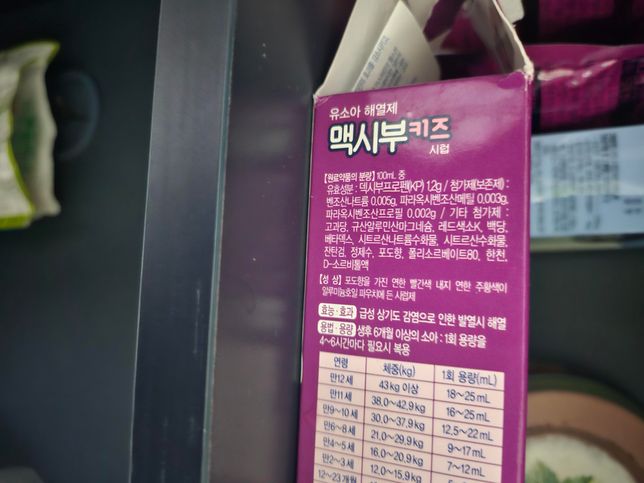 유소아 해열제
맥시부키즈
시럽
【원료약품의 분량】 100mL 중
유효성분 : 덱시부프로펜(KP) 1.2g / 첨가제(보존제) :
벤조산나트륨 0.005g, 파라옥시벤조산메틸 0.003g,
파라옥시벤조산프로필 0.002g / 기타 첨가제 :
고과당, 규산알루민산마그네슘, 레드색소K, 백당,
베타덱스, 시트르산나트륨수화물, 시트르산수화물,
잔탄검, 정제수, 포도향, 폴리소르베이트80, 한천,
D-소르비톨액
【성 상】 포도향을 가진 연한 빨간색 내지 연한 주황색이
알루미늄호일 파우치에 든 시럽제
효능·효과 급성 상기도 감염으로 인한 발열시 해열
용법·용량 생후 6개월 이상의 소아 : 1회 용량을
4~6시간마다 필요시 복용
연령 체중(kg) 1회 용량(mL)
만12세 43kg 이상 18~25 mL
만11세 38.0~42.9kg 16~25 mL
만9~10세 30.0~37.9kg 12.5~22 mL
만6~8세 21.0~29.9kg 9~17 mL
만4~5세 16.0~20.9kg 7~12 mL
만2~3세 12.0~15.9kg
12~23개월